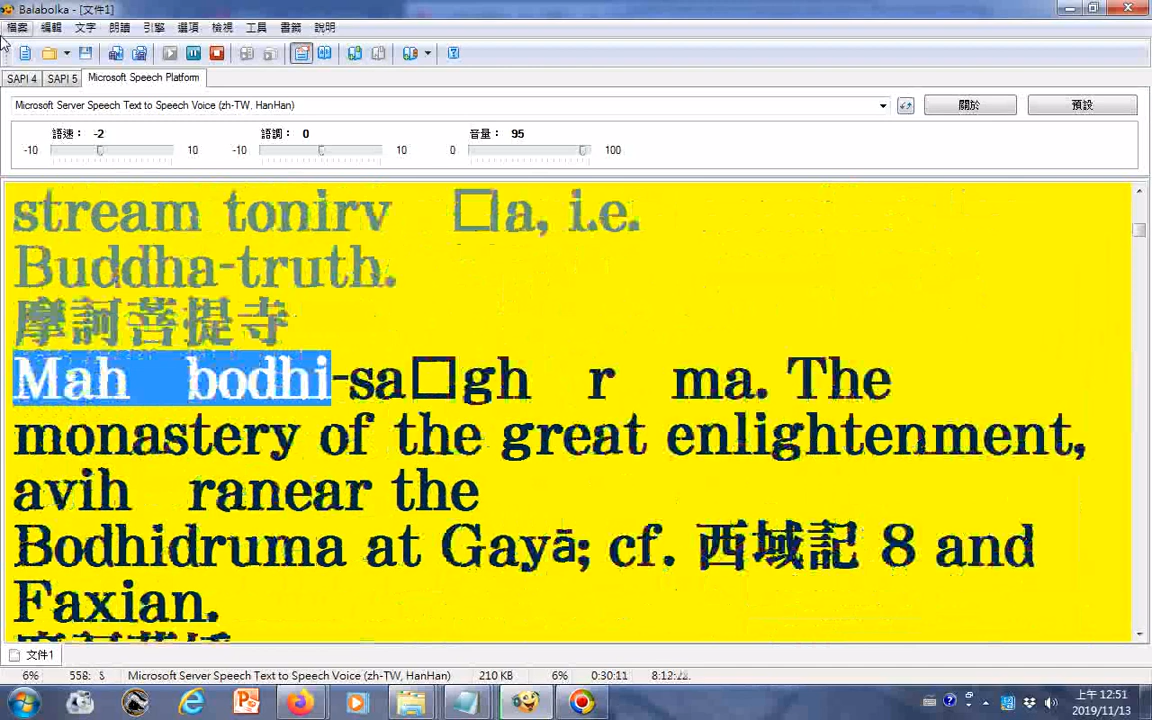 Balabolka - [文件1]
檔案 編輯 文字 朗讀 引擎 選項 檢視 工具 書籤 說明
SAPI 4 SAPI 5 Microsoft Speech Platform
Microsoft Server Speech Text to Speech Voice (zh-TW, HanHan) 關於 預設
語速: -2 語調: 0 音量: 95
-10 10 -10 10 0 100
stream tonirv □a, i.e.
Buddha-truth.
摩訶菩提寺
Mah bodhi-sa□gh r ma. The
monastery of the great enlightenment,
avih ranear the
Bodhidruma at Gayā; cf. 西域記 8 and
Faxian.
文件1
6% 558: Microsoft Server Speech Text to Speech Voice (zh-TW, HanHan) 210 KB 6% 0:30:11
上午 12:51
2019/11/13